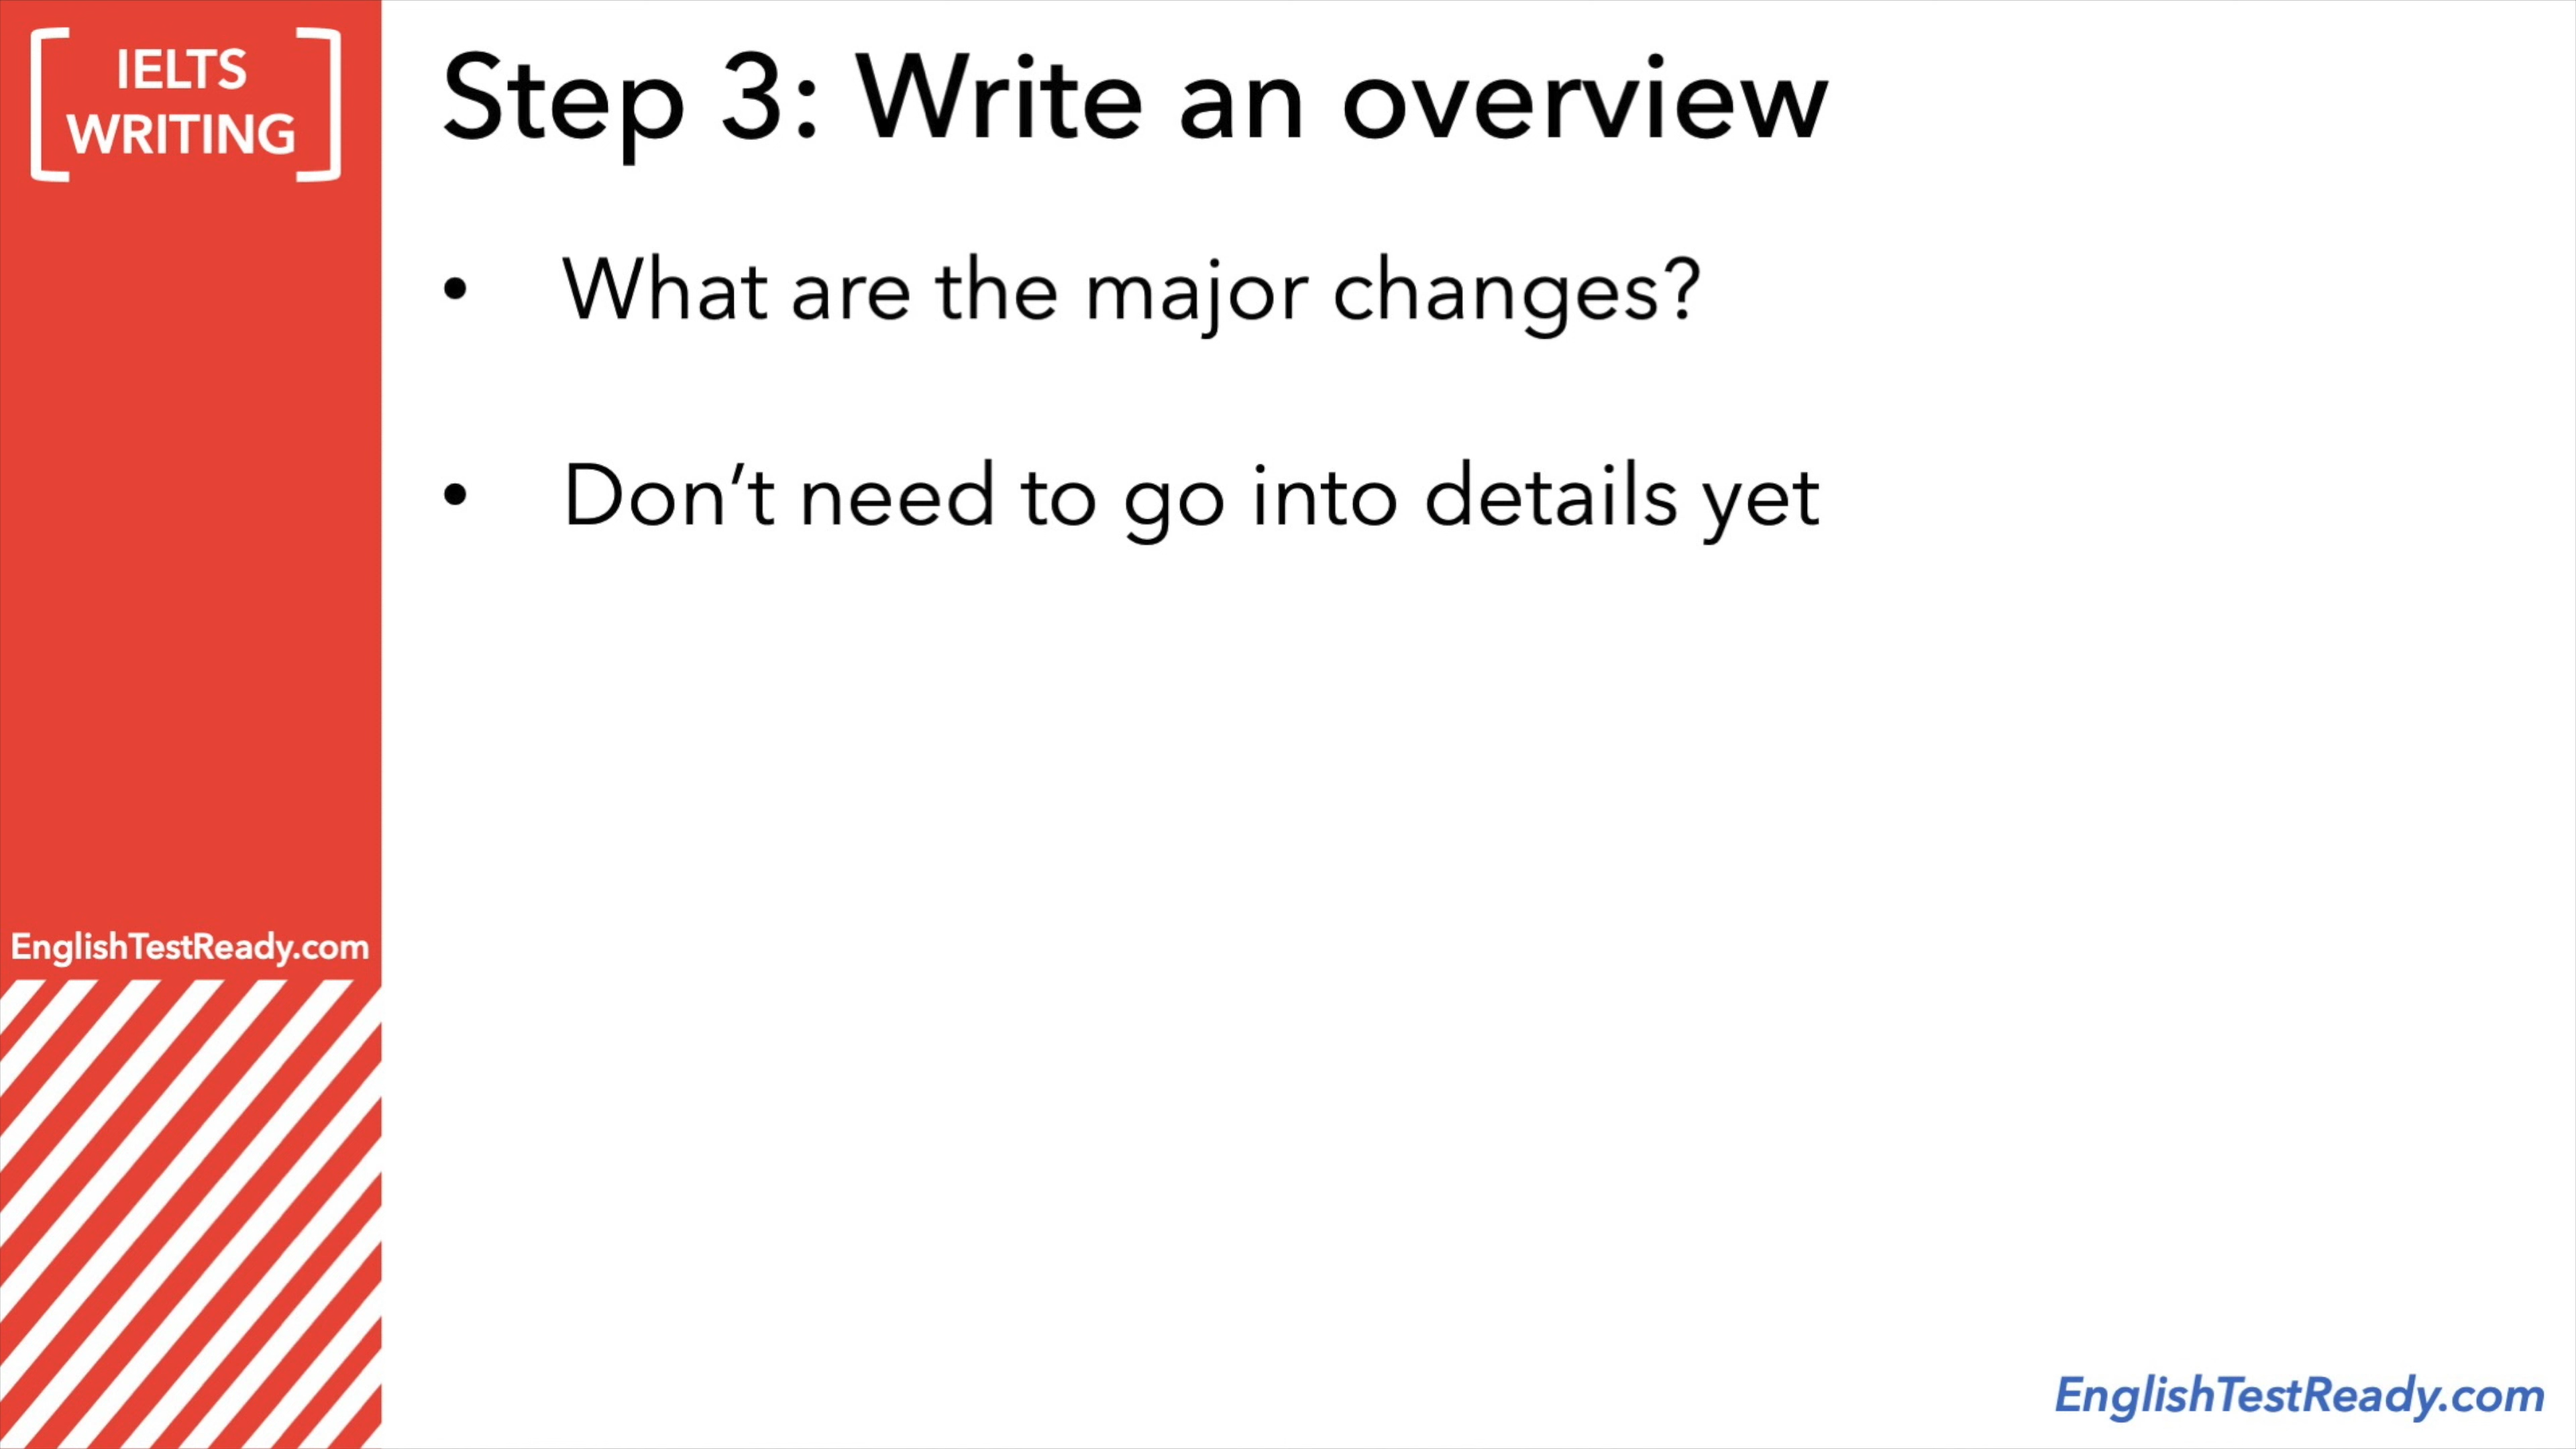 IELTS
WRITING
Step 3: Write an overview
• What are the major changes?
• Don’t need to go into details yet
EnglishTestReady.com
EnglishTestReady.com